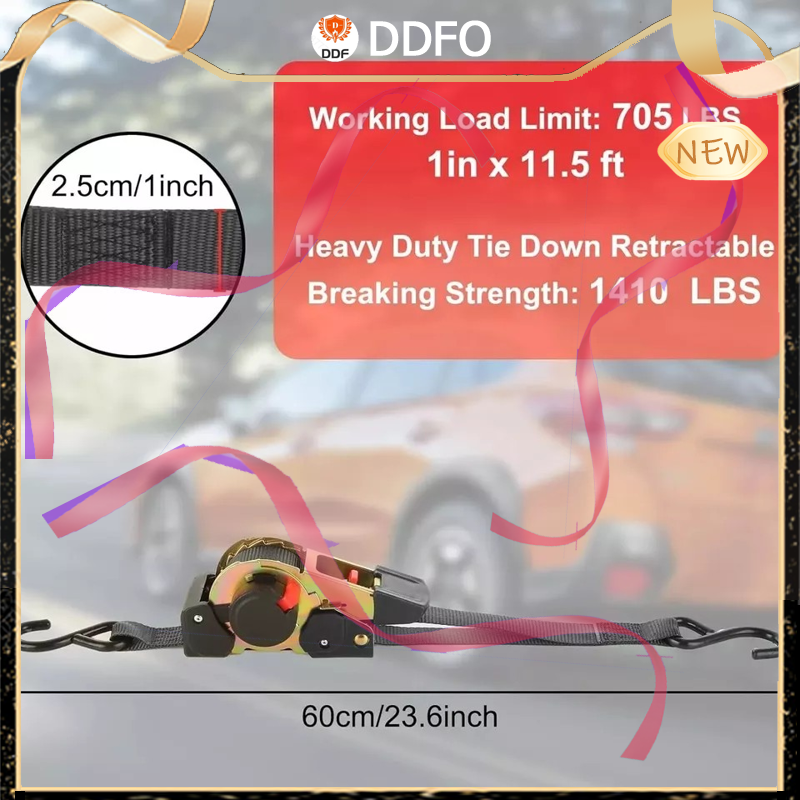 DDF
DDFO
Working Load Limit: 705 LBS
NEW
1in x 11.5 ft
2.5cm/1inch
Heavy Duty Tie Down Retractable
Breaking Strength: 1410 LBS
60cm/23.6inch